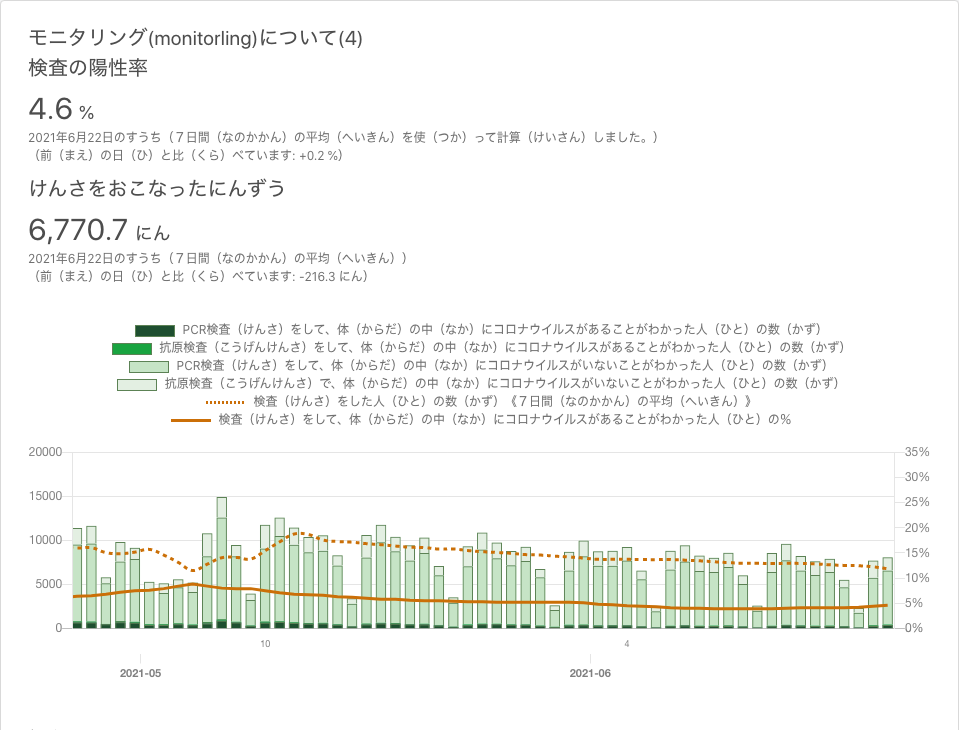 モニタリング(monitorling)について(4)
検査の陽性率
4.6 %
2021年6月22日のすうち（７日間（なのかかん）の平均（へいきん）を使（つか）って計算（けいさん）しました。）
（前（まえ）の日（ひ）と比（くら）べています: +0.2 %）
けんさをおこなったにんずう
6,770.7 にん
2021年6月22日のすうち（７日間（なのかかん）の平均（へいきん））
（前（まえ）の日（ひ）と比（くら）べています: -216.3 にん）
PCR検査（けんさ）をして、体（からだ）の中（なか）にコロナウイルスがあることがわかった人（ひと）の数（かず）
抗原検査（こうげんけんさ）をして、体（からだ）の中（なか）にコロナウイルスがあることがわかった人（ひと）の数（かず）
PCR検査（けんさ）をして、体（からだ）の中（なか）にコロナウイルスがいないことがわかった人（ひと）の数（かず）
抗原検査（こうげんけんさ）で、体（からだ）の中（なか）にコロナウイルスがいないことがわかった人（ひと）の数（かず）
検査（けんさ）をした人（ひと）の数（かず）《７日間（なのかかん）の平均（へいきん）》
検査（けんさ）をして、体（からだ）の中（なか）にコロナウイルスがあることがわかった人（ひと）の%
20000 35%
30%
15000 25%
20%
10000 15%
5000 10%
5%
0 0%
10 4
2021-05 2021-06